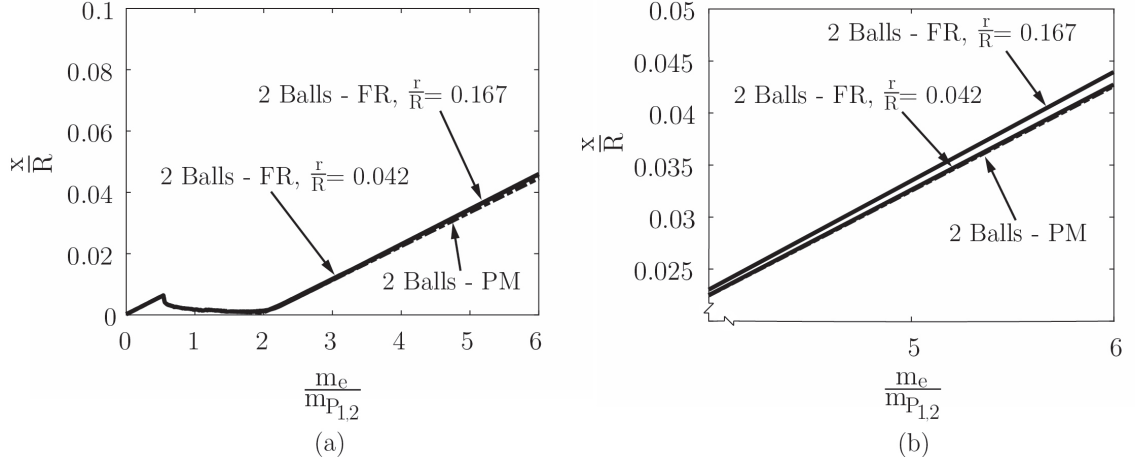 0.1
0.08
0.06
0.04
0.02
0
x
R
2 Balls - FR, r/R = 0.167
2 Balls - FR, r/R = 0.042
2 Balls - PM
0 1 2 3 4 5 6
m_e
m_P1,2
(a)
0.05
0.045
0.04
0.035
0.03
0.025
x
R
2 Balls - FR, r/R = 0.167
2 Balls - FR, r/R = 0.042
2 Balls - PM
5 6
m_e
m_P1,2
(b)